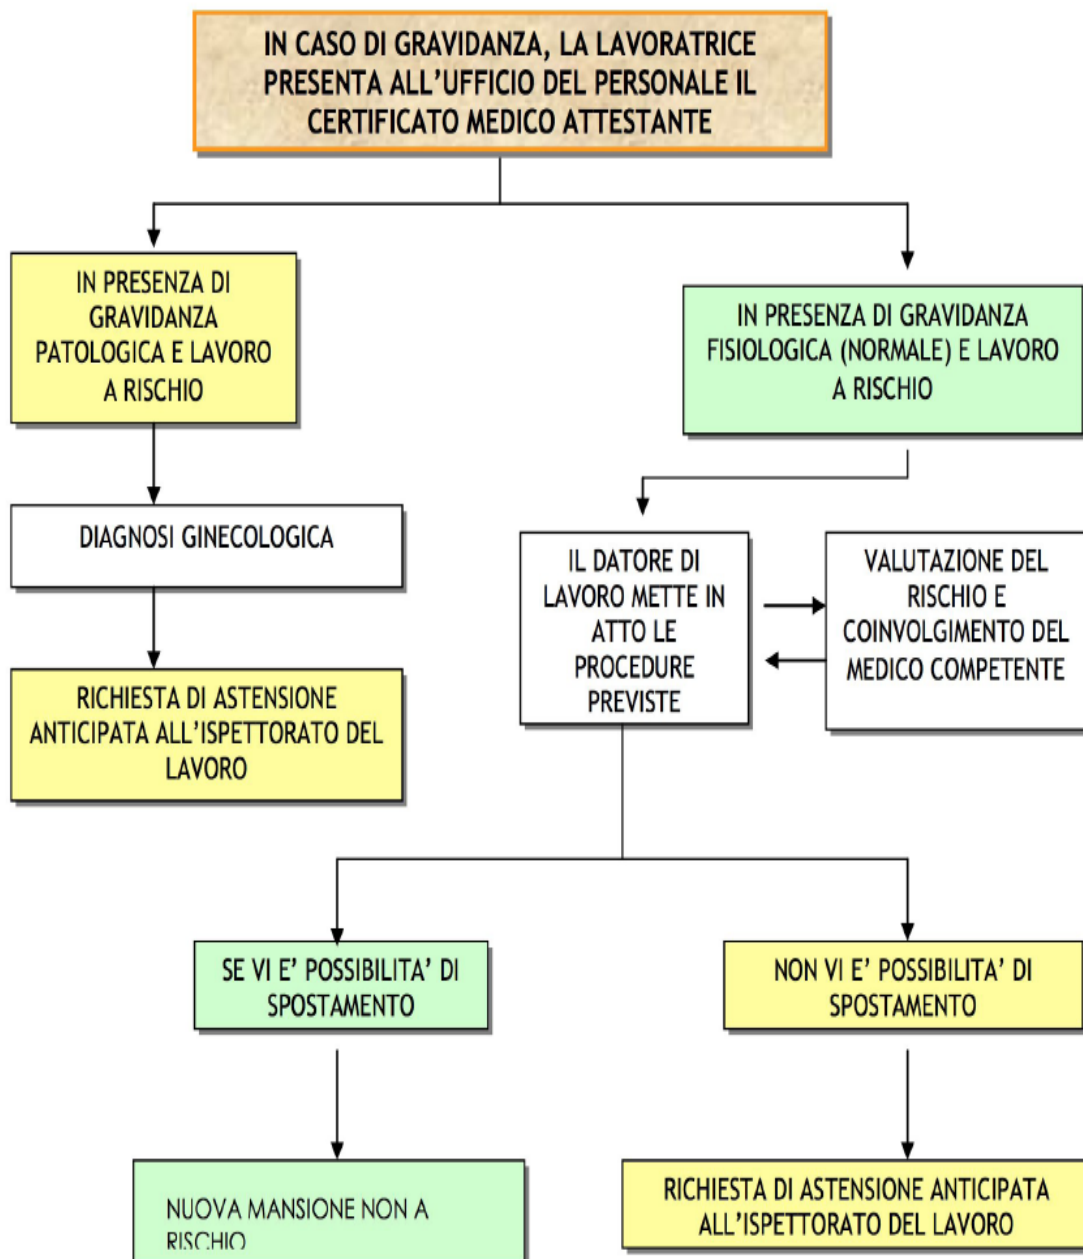 IN CASO DI GRAVIDANZA, LA LAVORATRICE
PRESENTA ALL'UFFICIO DEL PERSONALE IL
CERTIFICATO MEDICO ATTESTANTE
IN PRESENZA DI
GRAVIDANZA
PATOLOGICA E LAVORO
A RISCHIO
IN PRESENZA DI GRAVIDANZA
FISIOLOGICA (NORMALE) E LAVORO
A RISCHIO
DIAGNOSI GINECOLOGICA
IL DATORE DI
LAVORO METTE IN
ATTO LE
PROCEDURE
PREVISTE
VALUTAZIONE DEL
RISCHIO E
COINVOLGIMENTO DEL
MEDICO COMPETENTE
RICHIESTA DI ASTENSIONE
ANTICIPATA ALL'ISPETTORATO DEL
LAVORO
SE VI E' POSSIBILITA' DI
SPOSTAMENTO
NON VI E' POSSIBILITA' DI
SPOSTAMENTO
NUOVA MANSIONE NON A
RISCHIO
RICHIESTA DI ASTENSIONE ANTICIPATA
ALL'ISPETTORATO DEL LAVORO